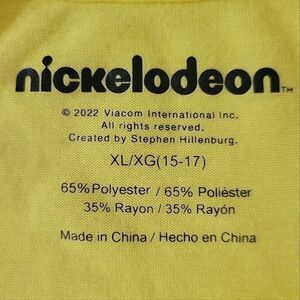 nickelodeon™
© 2022 Viacom International Inc.
All rights reserved.
Created by Stephen Hillenburg.
XL/XG(15-17)
65% Polyester / 65% Poliéster
35% Rayon / 35% Rayón
Made in China / Hecho en China